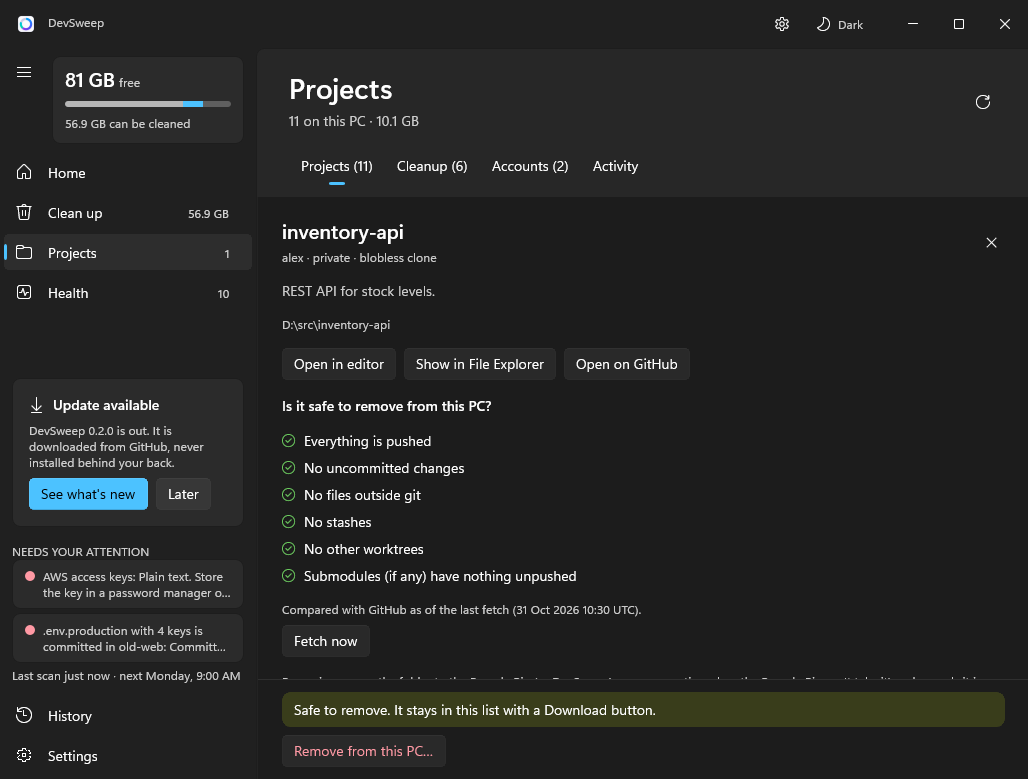 DevSweep
Dark
81 GB free
56.9 GB can be cleaned
Home
Clean up 56.9 GB
Projects 1
Health 10
Update available
DevSweep 0.2.0 is out. It is
downloaded from GitHub, never
installed behind your back.
See what's new
Later
NEEDS YOUR ATTENTION
AWS access keys: Plain text. Store
the key in a password manager o...
.env.production with 4 keys is
committed in old-web: Committ...
Last scan just now · next Monday, 9:00 AM
History
Settings
Projects
11 on this PC · 10.1 GB
Projects (11)
Cleanup (6)
Accounts (2)
Activity
inventory-api
alex · private · blobless clone
REST API for stock levels.
D:\src\inventory-api
Open in editor
Show in File Explorer
Open on GitHub
Is it safe to remove from this PC?
Everything is pushed
No uncommitted changes
No files outside git
No stashes
No other worktrees
Submodules (if any) have nothing unpushed
Compared with GitHub as of the last fetch (31 Oct 2026 10:30 UTC).
Fetch now
Safe to remove. It stays in this list with a Download button.
Remove from this PC...